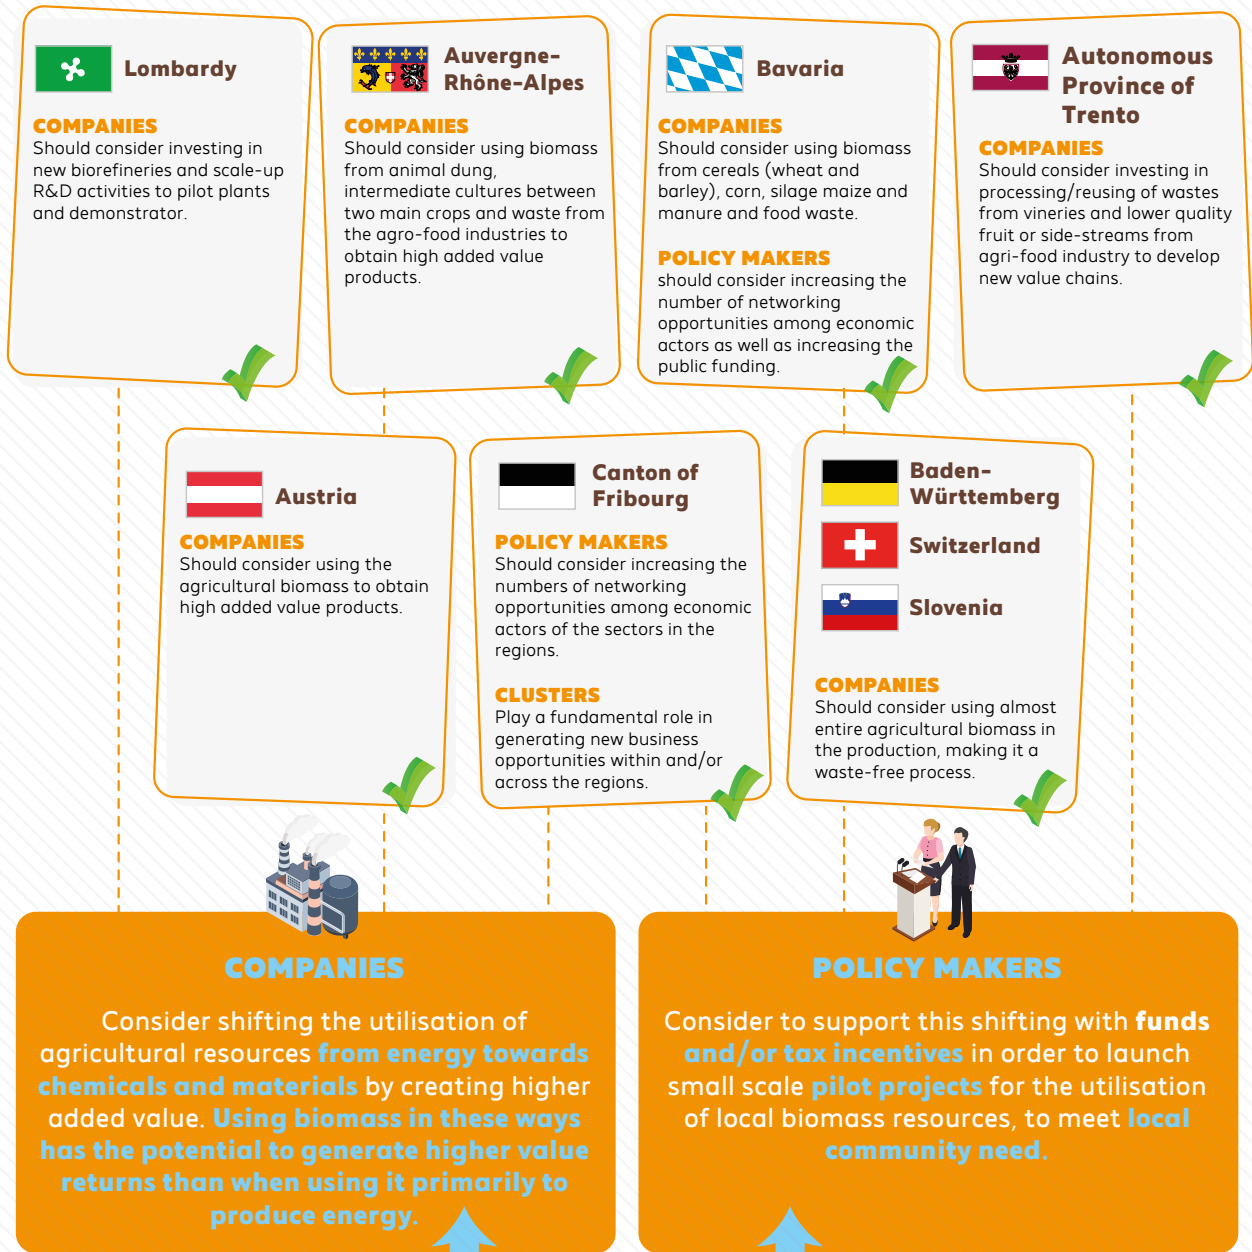 Lombardy
COMPANIES
Should consider investing in
new biorefineries and scale-up
R&D activities to pilot plants
and demonstrator.
Auvergne-
Rhône-Alpes
COMPANIES
Should consider using biomass
from animal dung,
intermediate cultures between
two main crops and waste from
the agro-food industries to
obtain high added value
products.
Bavaria
COMPANIES
Should consider using biomass
from cereals (wheat and
barley), corn, silage maize and
manure and food waste.
POLICY MAKERS
should consider increasing the
number of networking
opportunities among economic
actors as well as increasing the
public funding.
Autonomous
Province of
Trento
COMPANIES
Should consider investing in
processing/reusing of wastes
from vineries and lower quality
fruit or side-streams from
agri-food industry to develop
new value chains.
Austria
COMPANIES
Should consider using the
agricultural biomass to obtain
high added value products.
Canton of
Fribourg
POLICY MAKERS
Should consider increasing the
numbers of networking
opportunities among economic
actors of the sectors in the
regions.
CLUSTERS
Play a fundamental role in
generating new business
opportunities within and/or
across the regions.
Baden-
Württemberg
Switzerland
Slovenia
COMPANIES
Should consider using almost
entire agricultural biomass in
the production, making it a
waste-free process.
COMPANIES
Consider shifting the utilisation of
agricultural resources from energy towards
chemicals and materials by creating higher
added value. Using biomass in these ways
has the potential to generate higher value
returns than when using it primarily to
produce energy.
POLICY MAKERS
Consider to support this shifting with funds
and/or tax incentives in order to launch
small scale pilot projects for the utilisation
of local biomass resources, to meet local
community need.